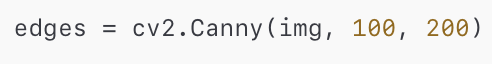 edges = cv2.Canny(img, 100, 200)